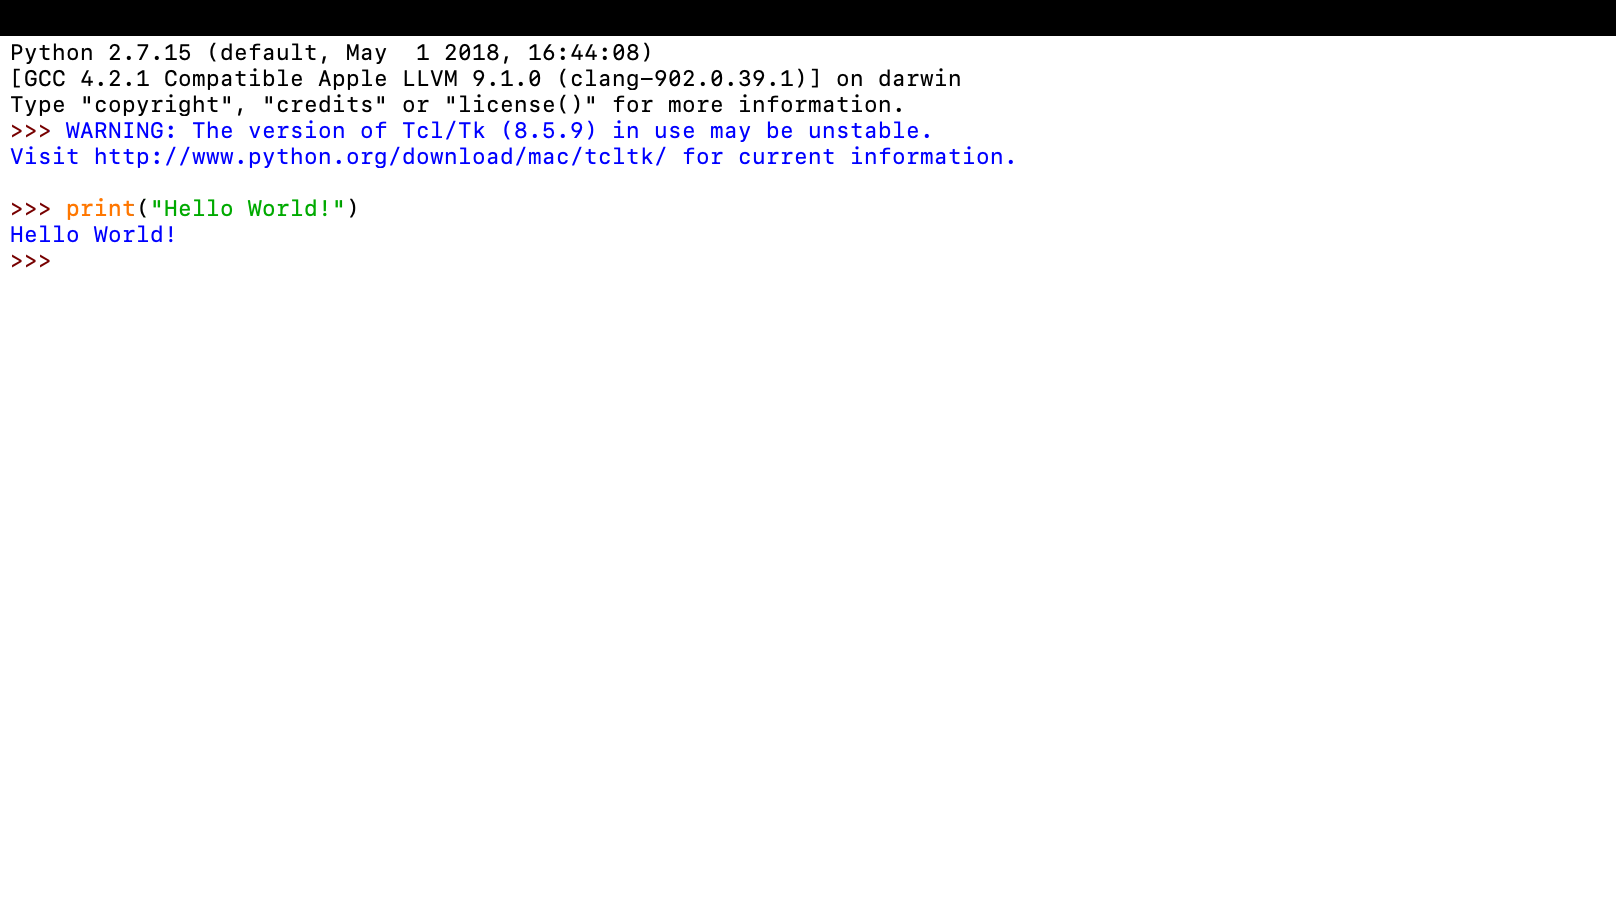 Python 2.7.15 (default, May  1 2018, 16:44:08)
[GCC 4.2.1 Compatible Apple LLVM 9.1.0 (clang-902.0.39.1)] on darwin
Type "copyright", "credits" or "license()" for more information.
>>> WARNING: The version of Tcl/Tk (8.5.9) in use may be unstable.
Visit http://www.python.org/download/mac/tcltk/ for current information.

>>> print("Hello World!")
Hello World!
>>>